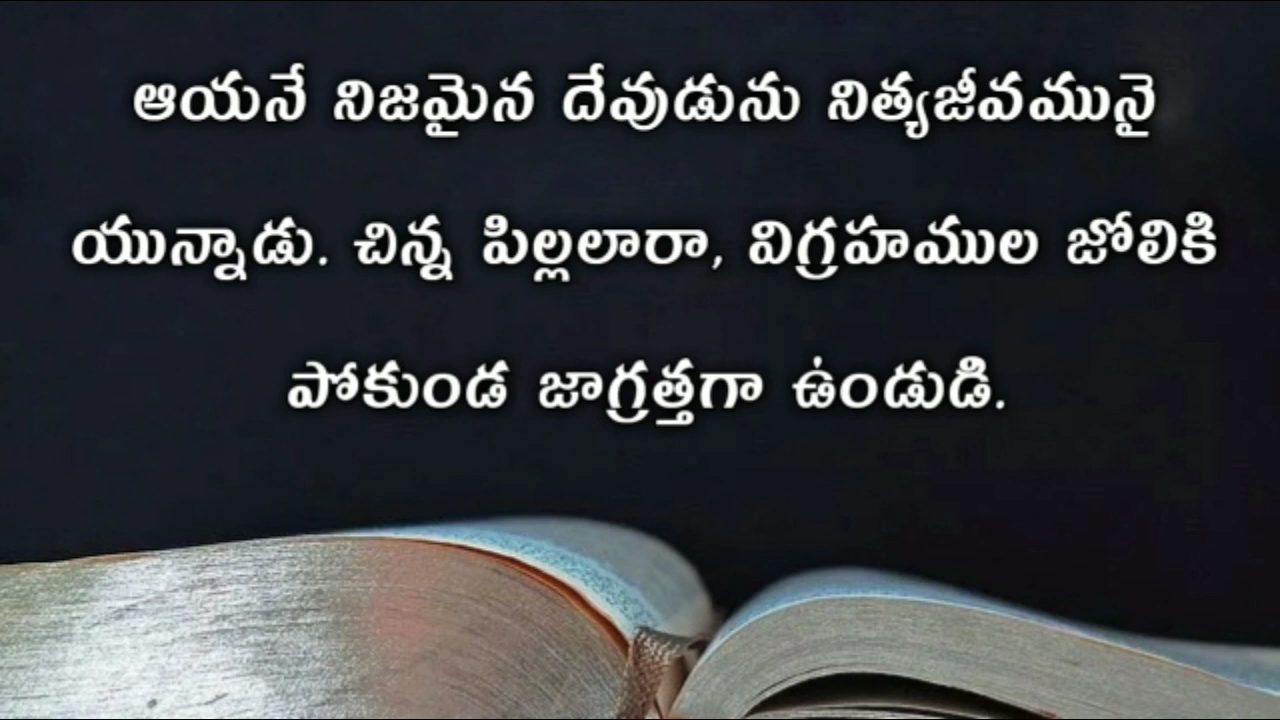 ఆయనే నిజమైన దేవుడును నిత్యజీవమునై
యున్నాడు. చిన్న పిల్లలారా, విగ్రహముల జోలికి
పోకుండ జాగ్రత్తగా ఉండుడి.